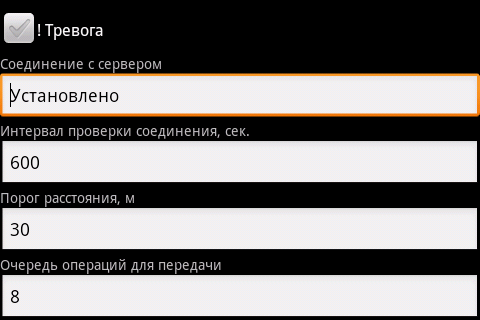 ! Тревога
Соединение с сервером
Установлено
Интервал проверки соединения, сек.
600
Порог расстояния, м
30
Очередь операций для передачи
8